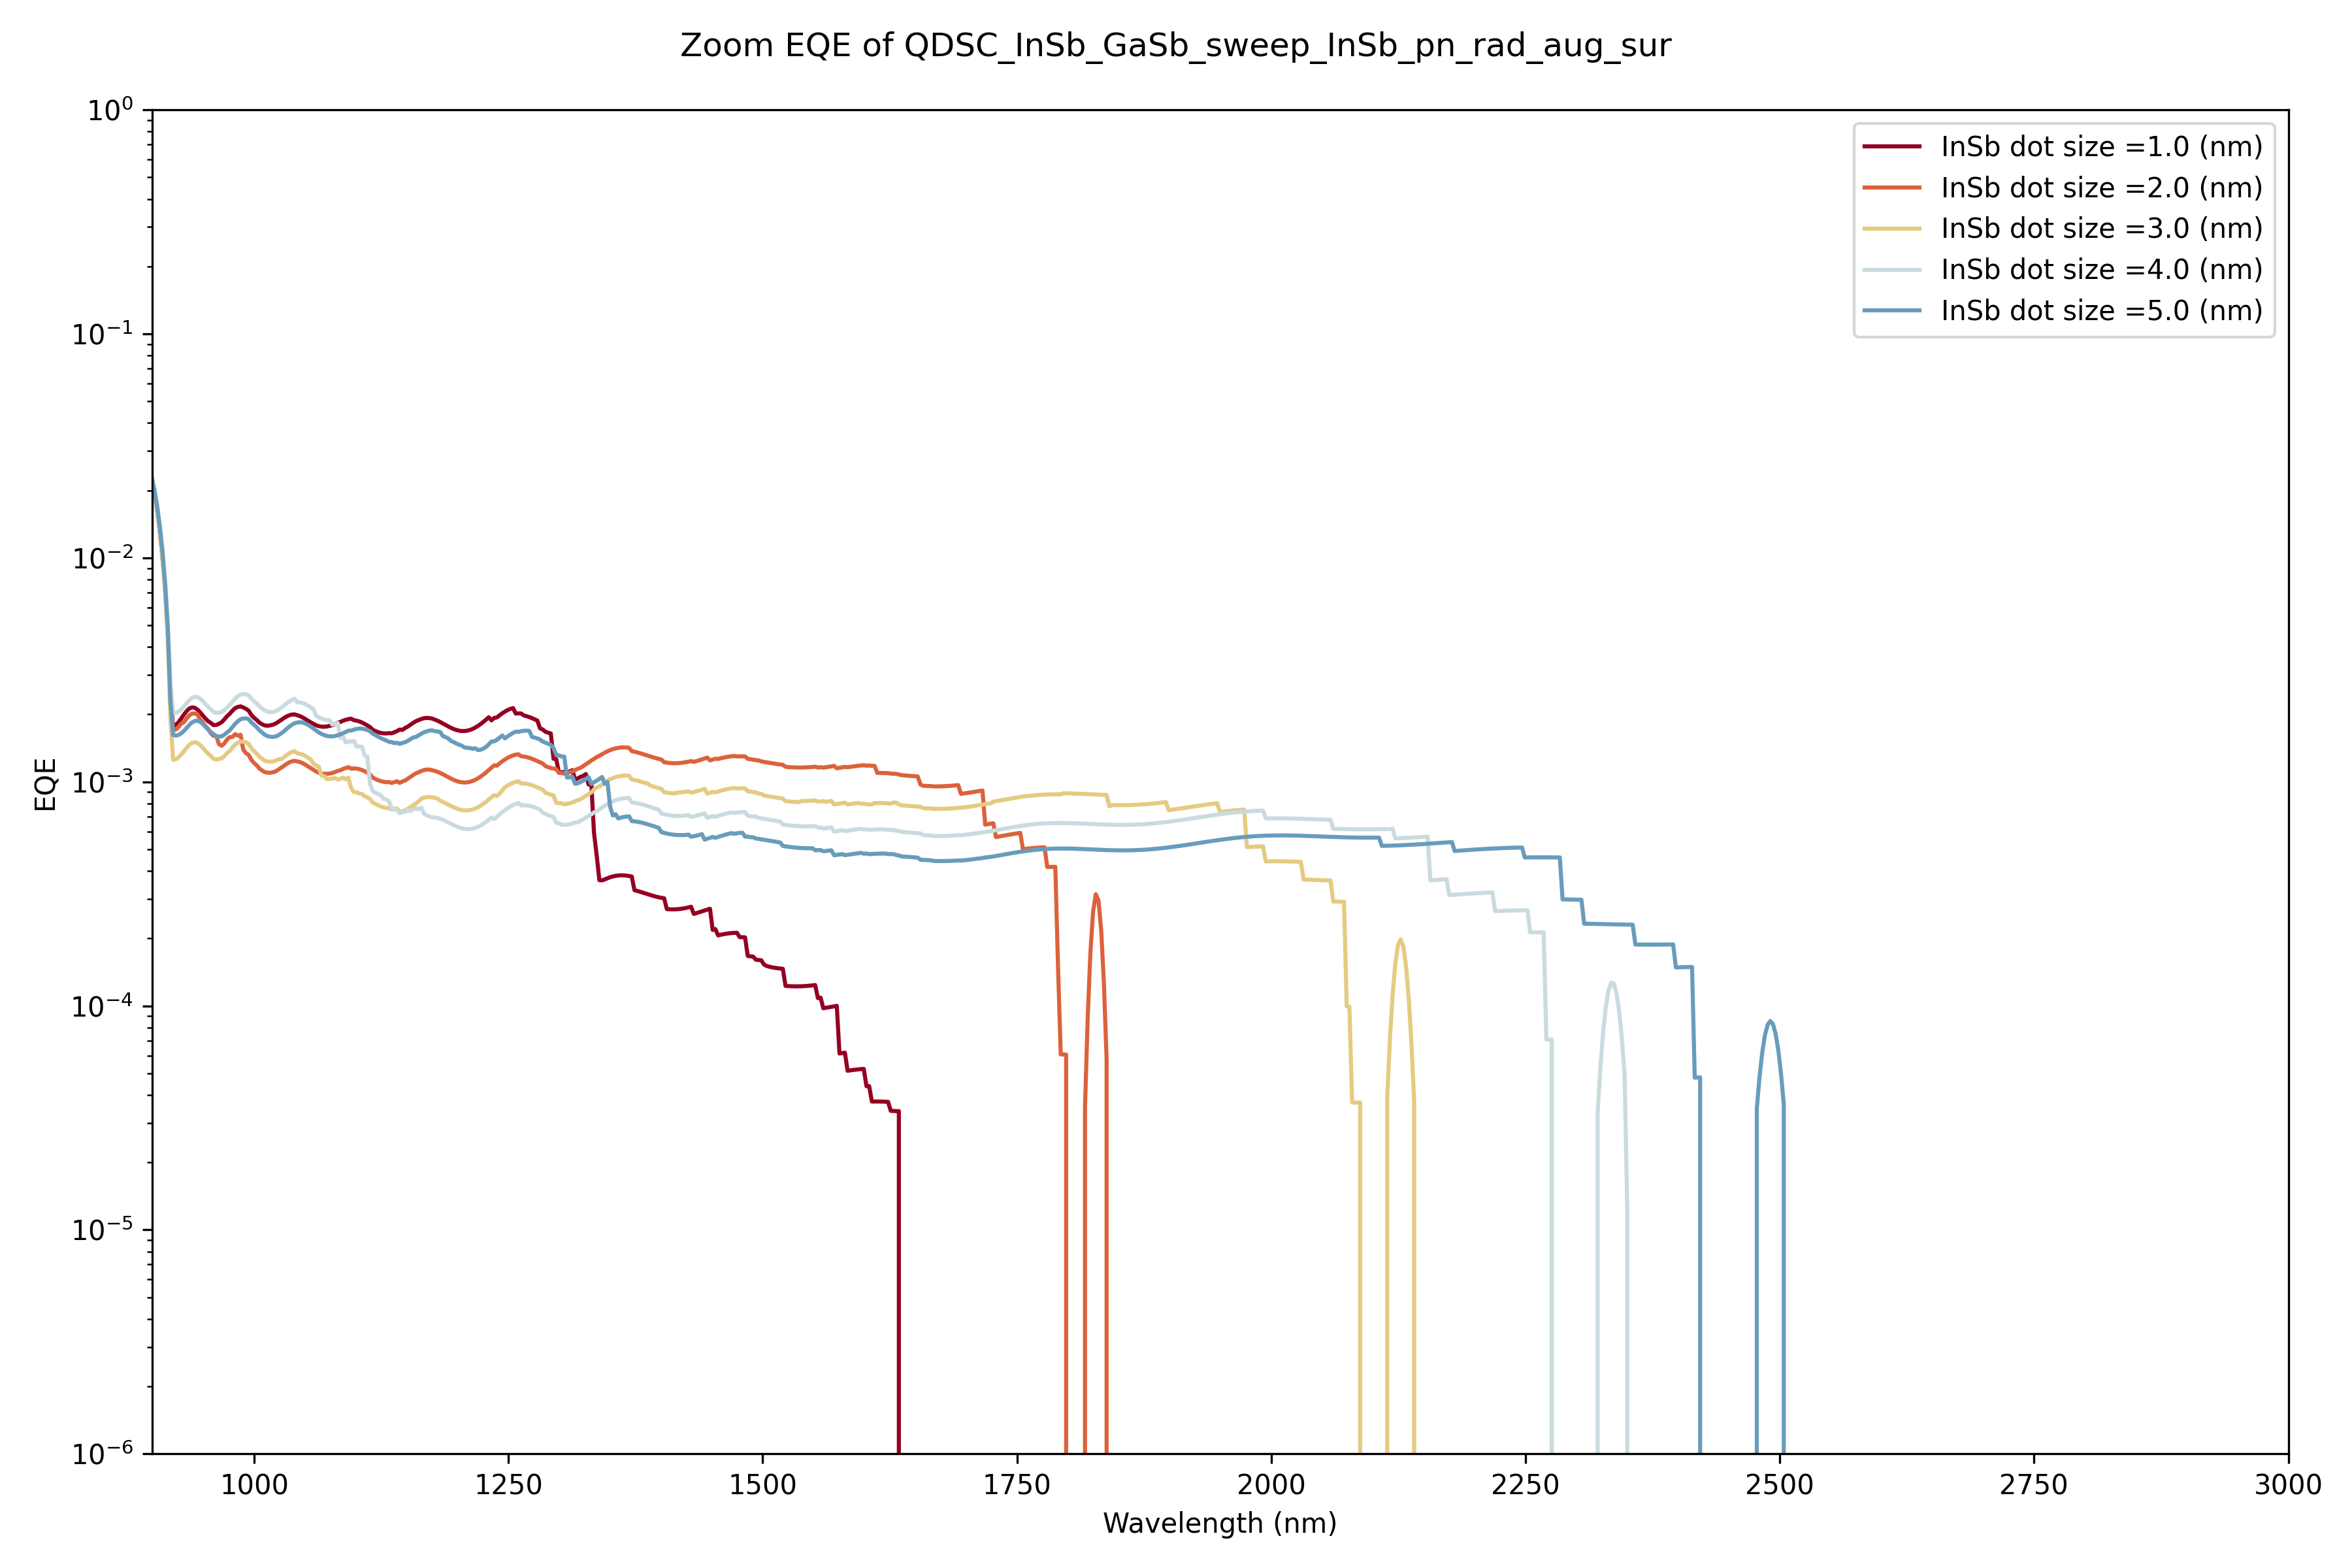 Zoom EQE of QDSC_InSb_GaSb_sweep_InSb_pn_rad_aug_sur
10⁰
10⁻¹
10⁻²
10⁻³
10⁻⁴
10⁻⁵
10⁻⁶
EQE
InSb dot size =1.0 (nm)
InSb dot size =2.0 (nm)
InSb dot size =3.0 (nm)
InSb dot size =4.0 (nm)
InSb dot size =5.0 (nm)
1000 1250 1500 1750 2000 2250 2500 2750 3000
Wavelength (nm)